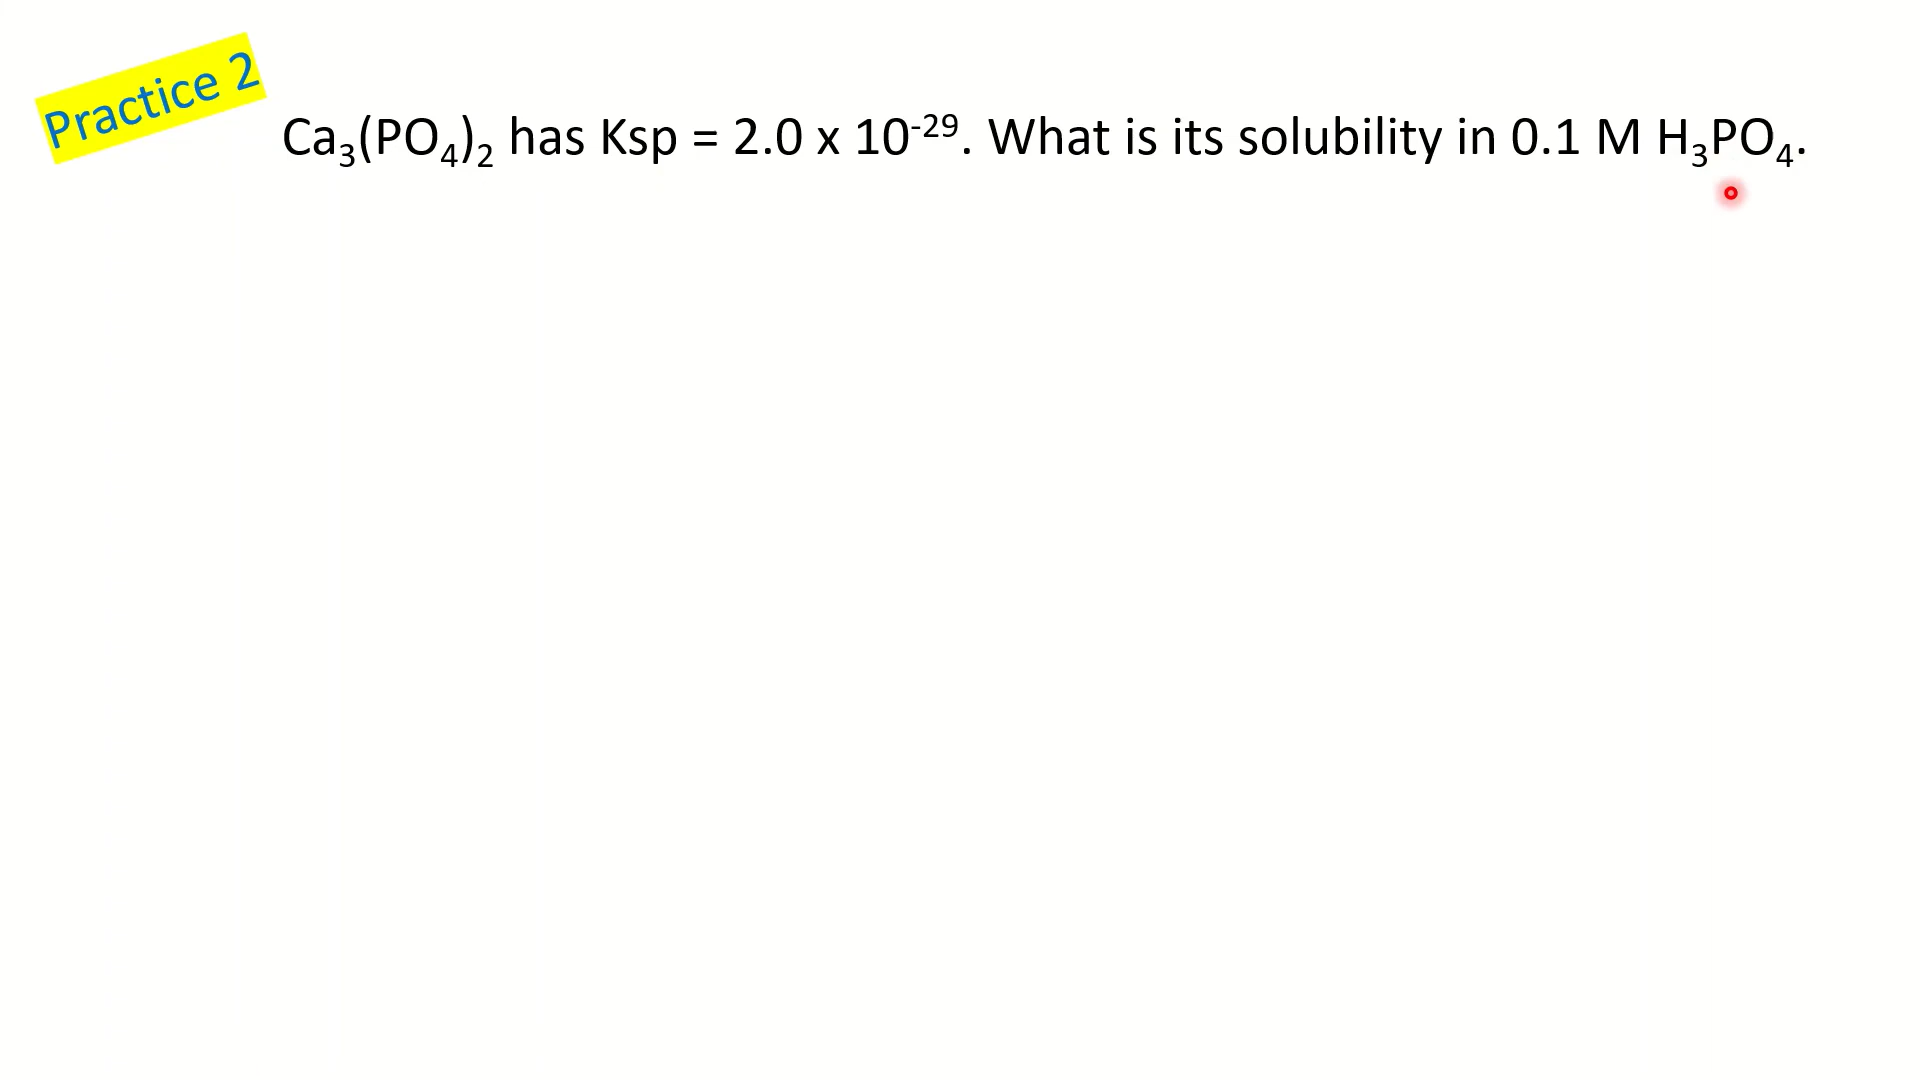 Practice 2
Ca₃(PO₄)₂ has Ksp = 2.0 x 10⁻²⁹. What is its solubility in 0.1 M H₃PO₄.